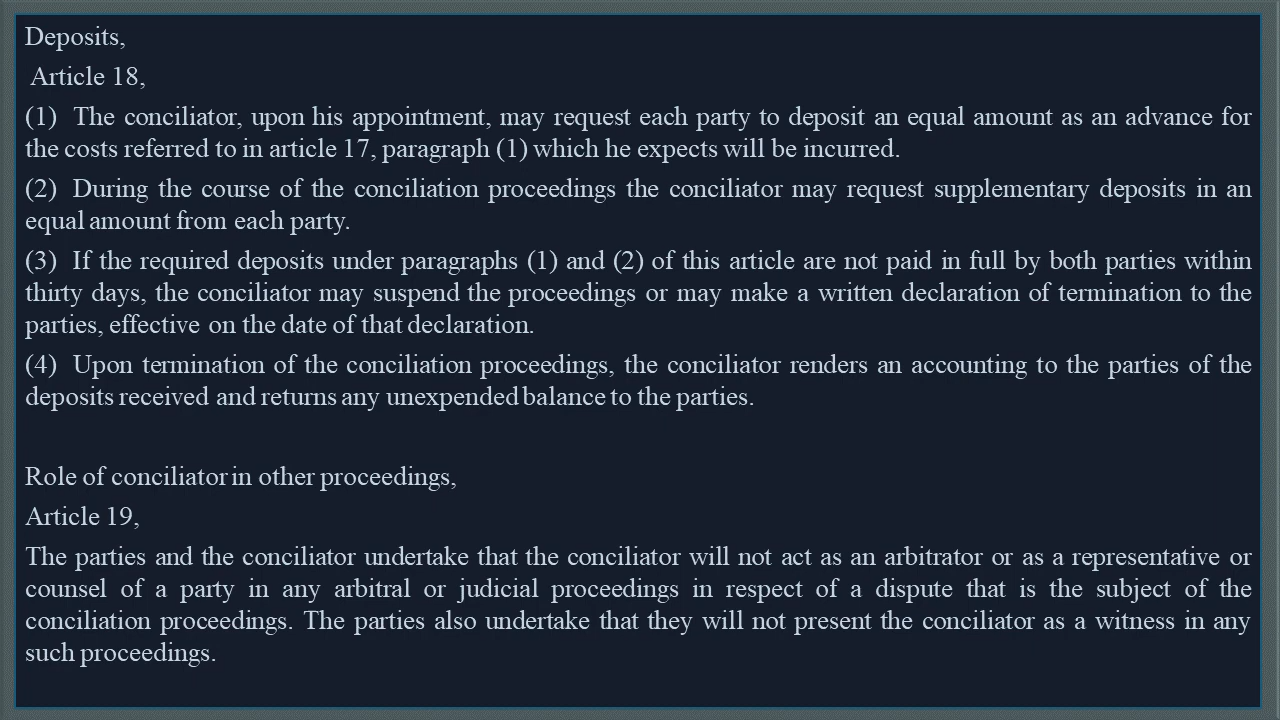 Deposits,
Article 18,
(1) The conciliator, upon his appointment, may request each party to deposit an equal amount as an advance for
the costs referred to in article 17, paragraph (1) which he expects will be incurred.
(2) During the course of the conciliation proceedings the conciliator may request supplementary deposits in an
equal amount from each party.
(3) If the required deposits under paragraphs (1) and (2) of this article are not paid in full by both parties within
thirty days, the conciliator may suspend the proceedings or may make a written declaration of termination to the
parties, effective on the date of that declaration.
(4) Upon termination of the conciliation proceedings, the conciliator renders an accounting to the parties of the
deposits received and returns any unexpended balance to the parties.
Role of conciliator in other proceedings,
Article 19,
The parties and the conciliator undertake that the conciliator will not act as an arbitrator or as a representative or
counsel of a party in any arbitral or judicial proceedings in respect of a dispute that is the subject of the
conciliation proceedings. The parties also undertake that they will not present the conciliator as a witness in any
such proceedings.